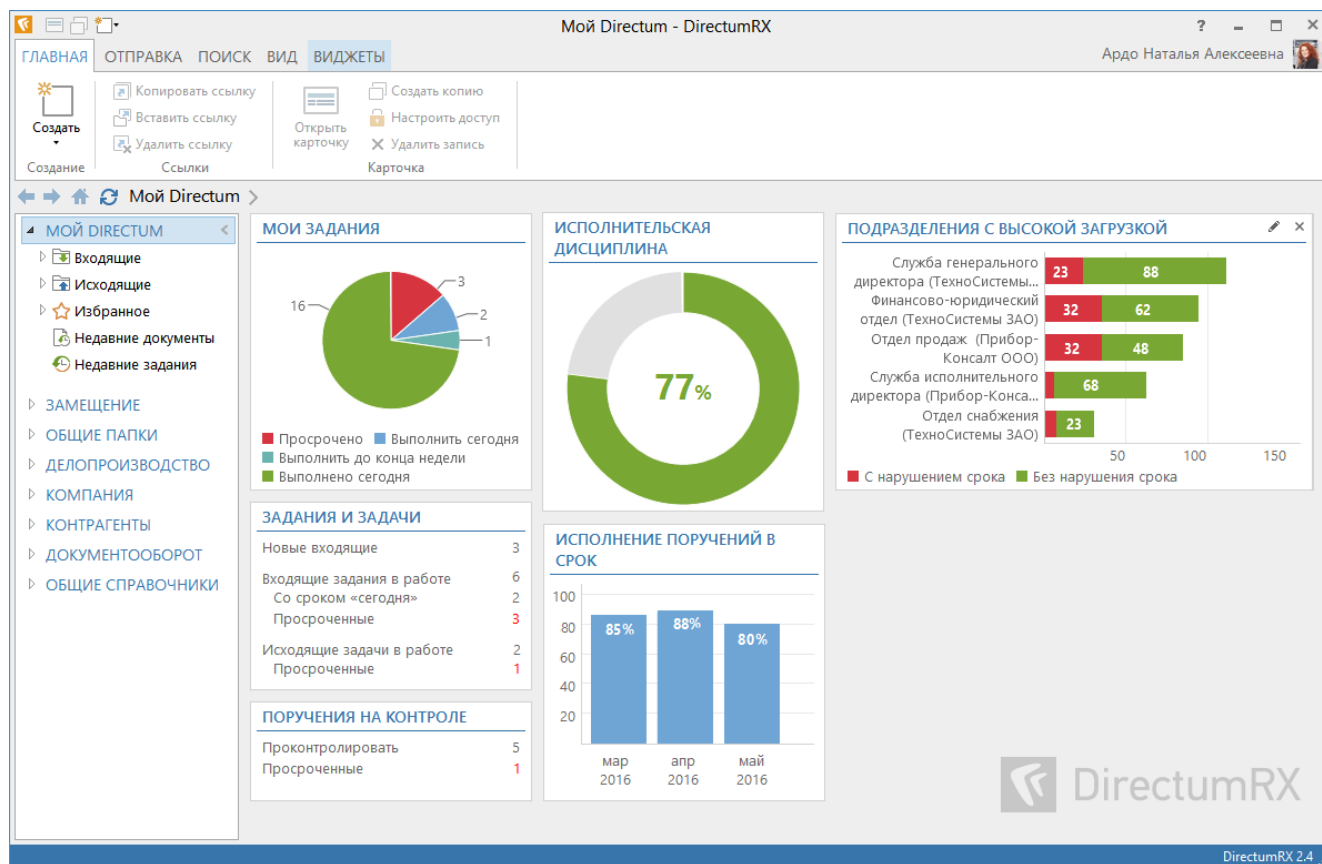 Мой Directum - DirectumRX
?
ГЛАВНАЯ ОТПРАВКА ПОИСК ВИД ВИДЖЕТЫ
Ардо Наталья Алексеевна
Создать
Копировать ссылку
Вставить ссылку
Удалить ссылку
Открыть
карточку
Создать копию
Настроить доступ
Удалить запись
Создание
Ссылки
Карточка
Мой Directum
МОЙ DIRECTUM
Входящие
Исходящие
Избранное
Недавние документы
Недавние задания
ЗАМЕЩЕНИЕ
ОБЩИЕ ПАПКИ
ДЕЛОПРОИЗВОДСТВО
КОМПАНИЯ
КОНТРАГЕНТЫ
ДОКУМЕНТООБОРОТ
ОБЩИЕ СПРАВОЧНИКИ
МОИ ЗАДАНИЯ
3
2
1
16
Просрочено Выполнить сегодня
Выполнить до конца недели
Выполнено сегодня
ЗАДАНИЯ И ЗАДАЧИ
Новые входящие 3
Входящие задания в работе 6
Со сроком «сегодня» 2
Просроченные 3
Исходящие задачи в работе 2
Просроченные 1
ПОРУЧЕНИЯ НА КОНТРОЛЕ
Проконтролировать 5
Просроченные 1
ИСПОЛНИТЕЛЬСКАЯ
ДИСЦИПЛИНА
77%
ИСПОЛНЕНИЕ ПОРУЧЕНИЙ В
СРОК
100
80
60
40
20
85% 88% 80%
мар апр май
2016 2016 2016
ПОДРАЗДЕЛЕНИЯ С ВЫСОКОЙ ЗАГРУЗКОЙ
Служба генерального
директора (ТехноСистемы...
23 88
Финансово-юридический
отдел (ТехноСистемы ЗАО)
32 62
Отдел продаж (Прибор-
Консалт ООО)
32 48
Служба исполнительного
директора (Прибор-Конса...
68
Отдел снабжения
(ТехноСистемы ЗАО)
23
50 100 150
С нарушением срока Без нарушения срока
DirectumRX
DirectumRX 2.4